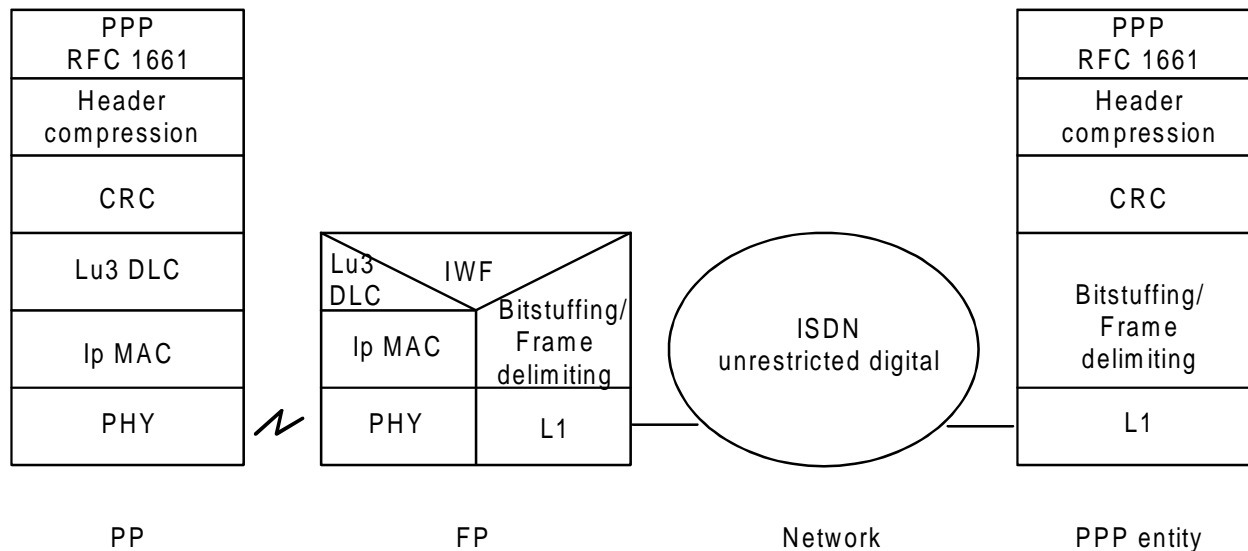 PPP
RFC 1661
Header
compression
CRC
Lu3 DLC
Ip MAC
PHY
PP
Lu3
DLC
IWF
Ip MAC
PHY
Bitstuffing/
Frame
delimiting
L1
FP
ISDN
unrestricted digital
Network
PPP
RFC 1661
Header
compression
CRC
Bitstuffing/
Frame
delimiting
L1
PPP entity